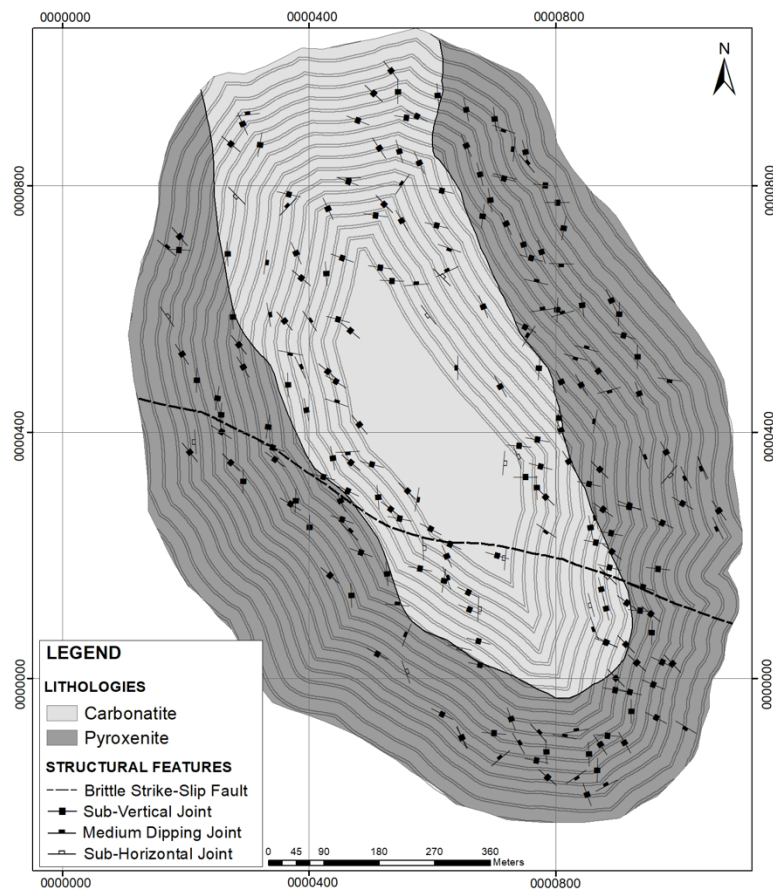 0000000 0000400 0000800
N
0000800 0000800
0000400 0000400
0000000 0000000
LEGEND
LITHOLOGIES
Carbonatite
Pyroxenite
STRUCTURAL FEATURES
Brittle Strike-Slip Fault
Sub-Vertical Joint
Medium Dipping Joint
Sub-Horizontal Joint
0 45 90 180 270 360
Meters
0000000 0000400 0000800